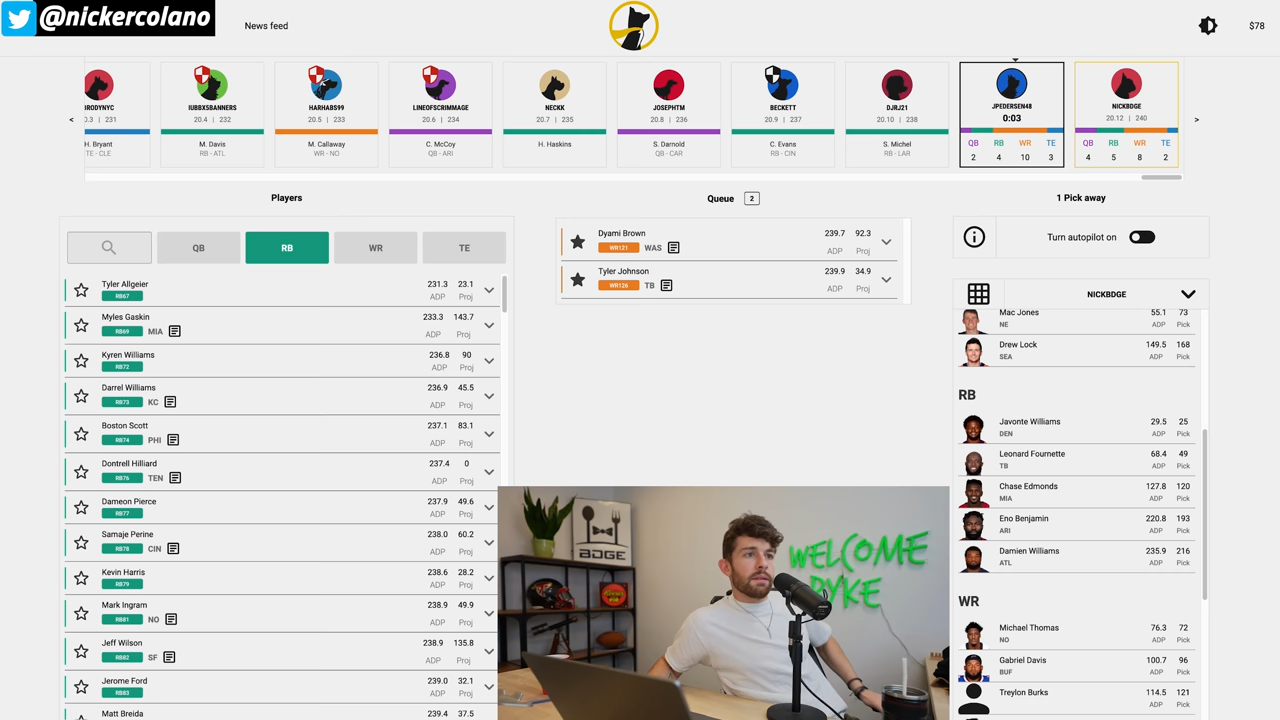 @nickercolano
News feed
$78
IRODYNYC
0.3 | 231
H. Bryant
TE - CLE
IUBBXSBANNERS
20.4 | 232
M. Davis
RB - ATL
HARHABS99
20.5 | 233
M. Callaway
WR - NO
LINEOFSCRIMMAGE
20.6 | 234
C. McCoy
QB - ARI
NECKK
20.7 | 235
H. Haskins
JOSEPHTM
20.8 | 236
S. Darnold
QB - CAR
BECKETT
20.9 | 237
C. Evans
RB - CIN
DJRJ21
20.10 | 238
S. Michel
RB - LAR
JPEDERSEN48
0:03
QB RB WR TE
2 4 10 3
NICKBDGE
20.12 | 240
QB RB WR TE
4 5 8 2
< >
Players
QB RB WR TE
Tyler Allgeier 231.3 23.1
RB67 ADP Proj
Myles Gaskin 233.3 143.7
RB69 MIA ADP Proj
Kyren Williams 236.8 90
RB72 ADP Proj
Darrel Williams 236.9 45.5
RB73 KC ADP Proj
Boston Scott 237.1 83.1
RB74 PHI ADP Proj
Dontrell Hilliard 237.4 0
RB76 TEN ADP Proj
Dameon Pierce 237.9 49.6
RB77 ADP Proj
Samaje Perine 238.0 60.2
RB78 CIN ADP Proj
Kevin Harris 238.6 28.2
RB79 ADP Proj
Mark Ingram 238.9 49.9
RB81 NO ADP Proj
Jeff Wilson 238.9 135.8
RB82 SF ADP Proj
Jerome Ford 239.0 32.1
RB83 ADP Proj
Matt Breida 239.4 37.5
Queue 2
Dyami Brown 239.7 92.3
WR121 WAS ADP Proj
Tyler Johnson 239.9 34.9
WR126 TB ADP Proj
BDGE
WELCOME
1 Pick away
Turn autopilot on
NICKBDGE
Mac Jones 55.1 73
NE ADP Pick
Drew Lock 149.5 168
SEA ADP Pick
RB
Javonte Williams 29.5 25
DEN ADP Pick
Leonard Fournette 68.4 49
TB ADP Pick
Chase Edmonds 127.8 120
MIA ADP Pick
Eno Benjamin 220.8 193
ARI ADP Pick
Damien Williams 235.9 216
ATL ADP Pick
WR
Michael Thomas 76.3 72
NO ADP Pick
Gabriel Davis 100.7 96
BUF ADP Pick
Treylon Burks 114.5 121
ADP Pick